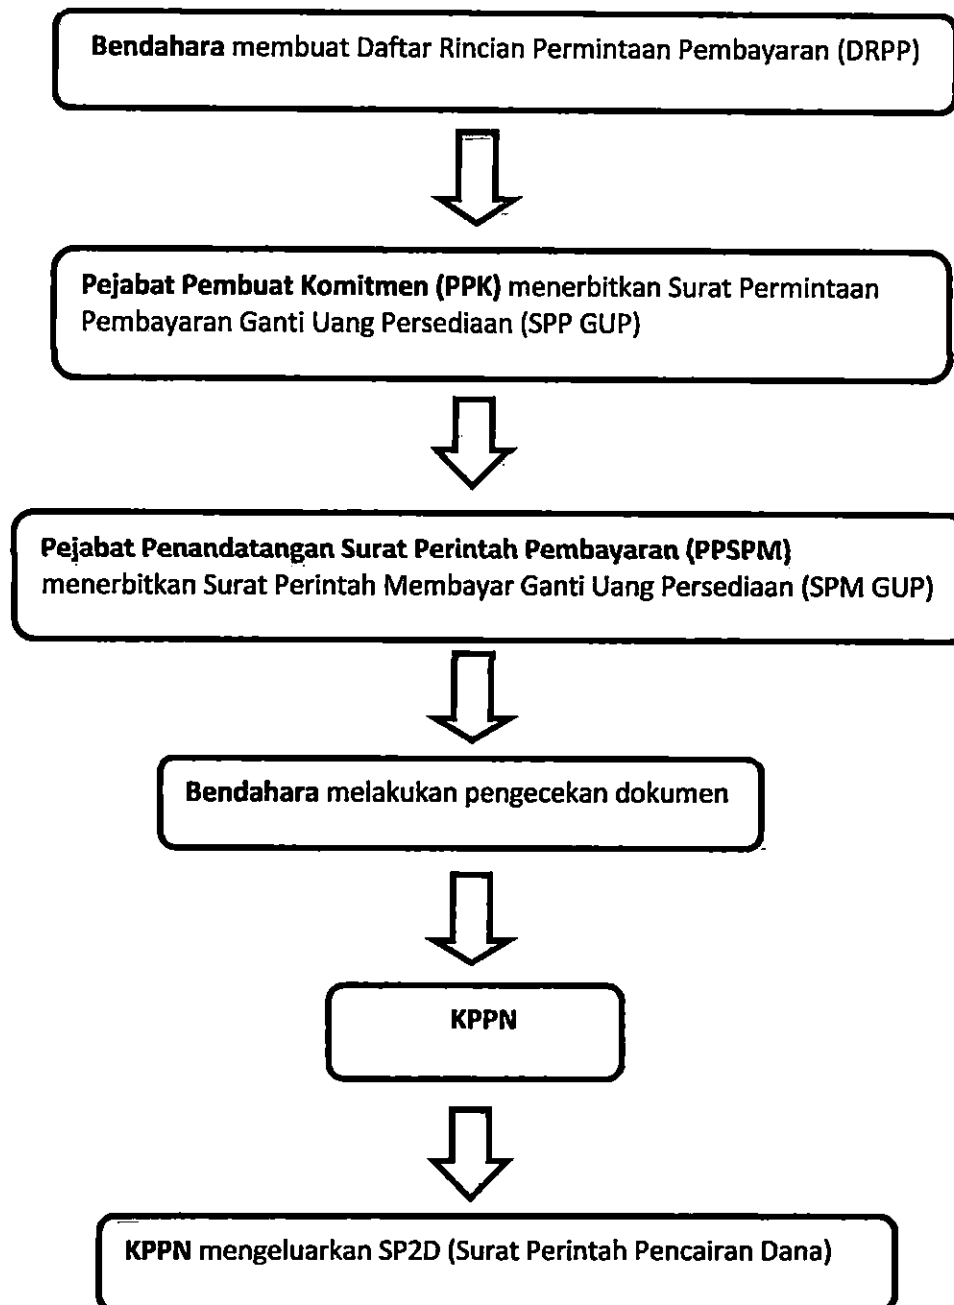 Bendahara membuat Daftar Rincian Permintaan Pembayaran (DRPP)
Pejabat Pembuat Komitmen (PPK) menerbitkan Surat Permintaan
Pembayaran Ganti Uang Persediaan (SPP GUP)
Pejabat Penandatangan Surat Perintah Pembayaran (PPSPM)
menerbitkan Surat Perintah Membayar Ganti Uang Persediaan (SPM GUP)
Bendahara melakukan pengecekan dokumen
KPPN
KPPN mengeluarkan SP2D (Surat Perintah Pencairan Dana)